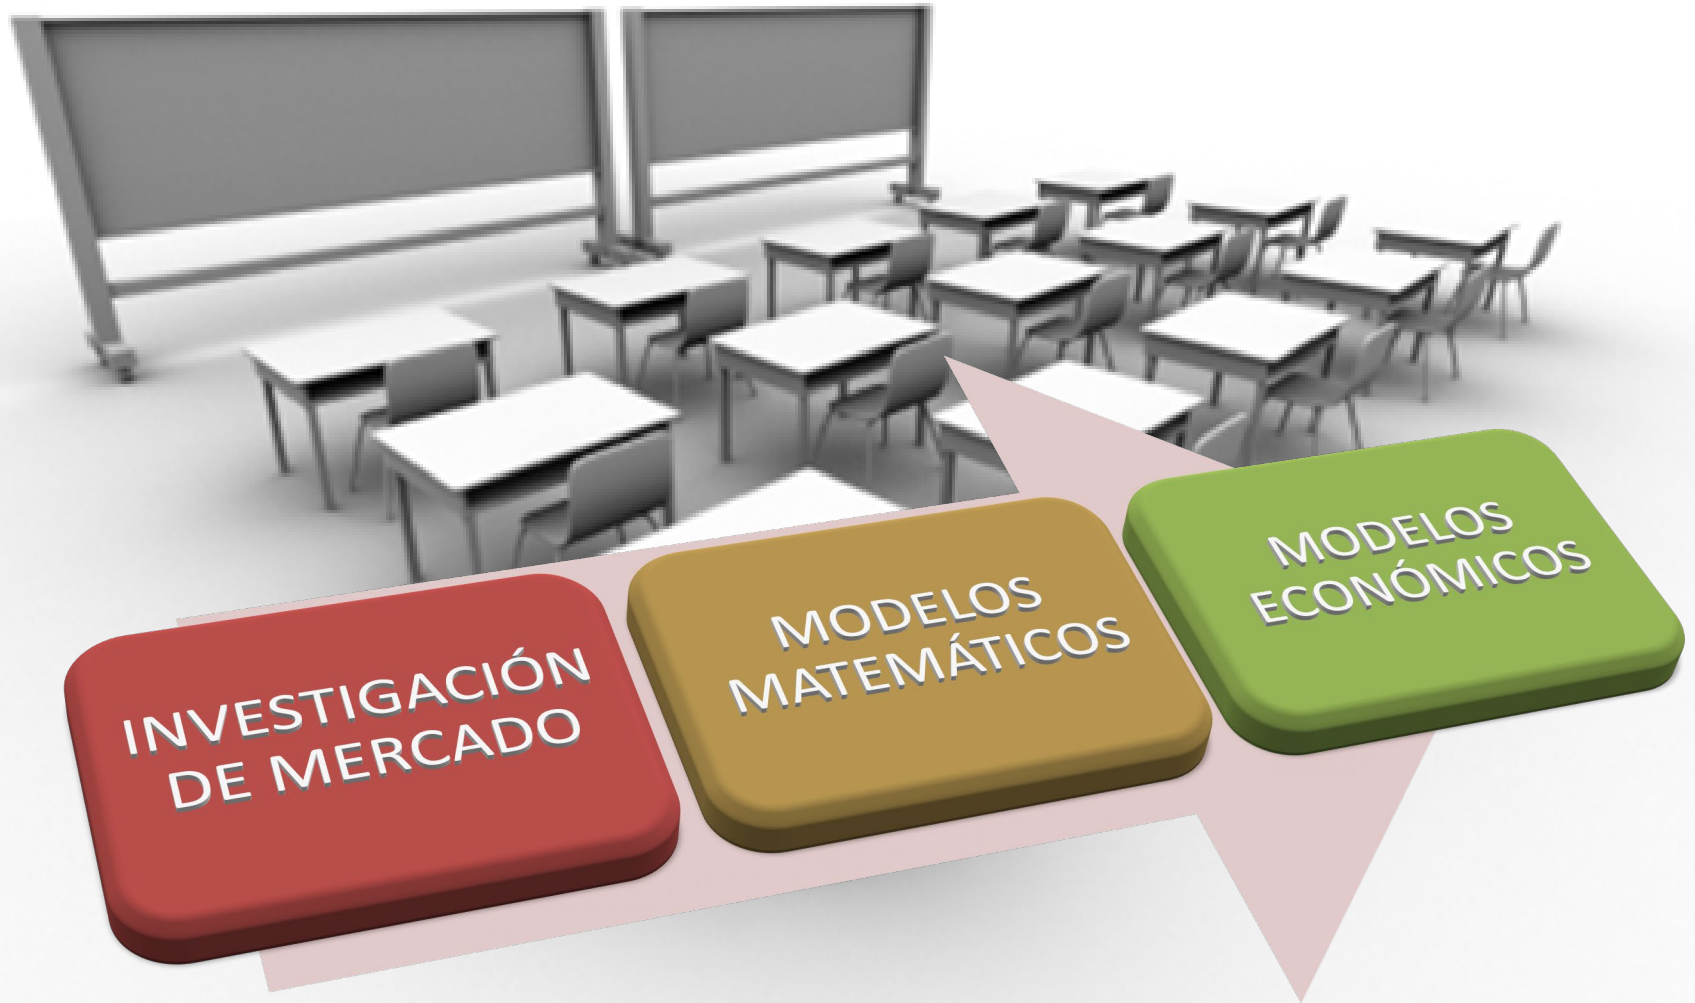 INVESTIGACIÓN
DE MERCADO
MODELOS
MATEMÁTICOS
MODELOS
ECONÓMICOS